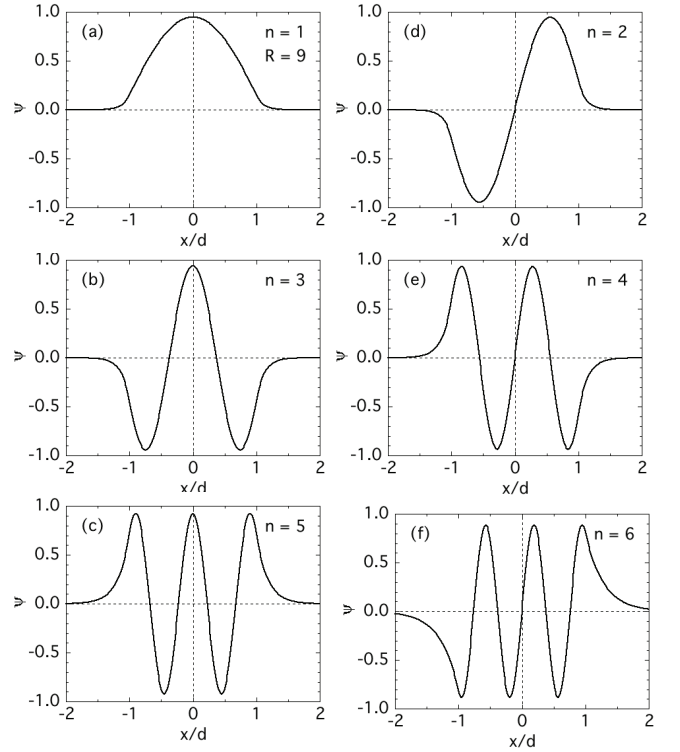 (a)
n = 1
R = 9
1.0
0.5
0.0
-0.5
-1.0
ψ
-2 -1 0 1 2
x/d
(d)
n = 2
1.0
0.5
0.0
-0.5
-1.0
ψ
-2 -1 0 1 2
x/d
(b)
n = 3
1.0
0.5
0.0
-0.5
-1.0
ψ
-2 -1 0 1 2
x/d
(e)
n = 4
1.0
0.5
0.0
-0.5
-1.0
ψ
-2 -1 0 1 2
x/d
(c)
n = 5
1.0
0.5
0.0
-0.5
-1.0
ψ
-2 -1 0 1 2
x/d
(f)
n = 6
1.0
0.5
0.0
-0.5
-1.0
ψ
-2 -1 0 1 2
x/d